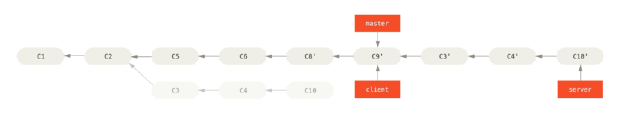 master
C1 C2 C5 C6 C8' C9' C3' C4' C10'
C3 C4 C10
client server